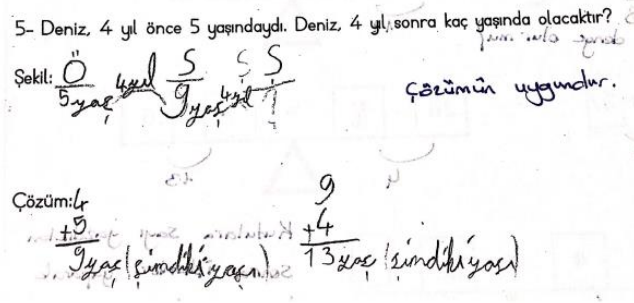 5- Deniz, 4 yıl önce 5 yaşındaydı. Deniz, 4 yıl sonra kaç yaşında olacaktır?
Şekil: Ö Ş Ş
5 yaş 4 yıl 9 yaş 4 yıl ?
Çözümün uygundur.
Çözüm: 4
+5
9 yaş (şimdiki yaşı)
9
+4
13 yaş (şimdiki yaşı)